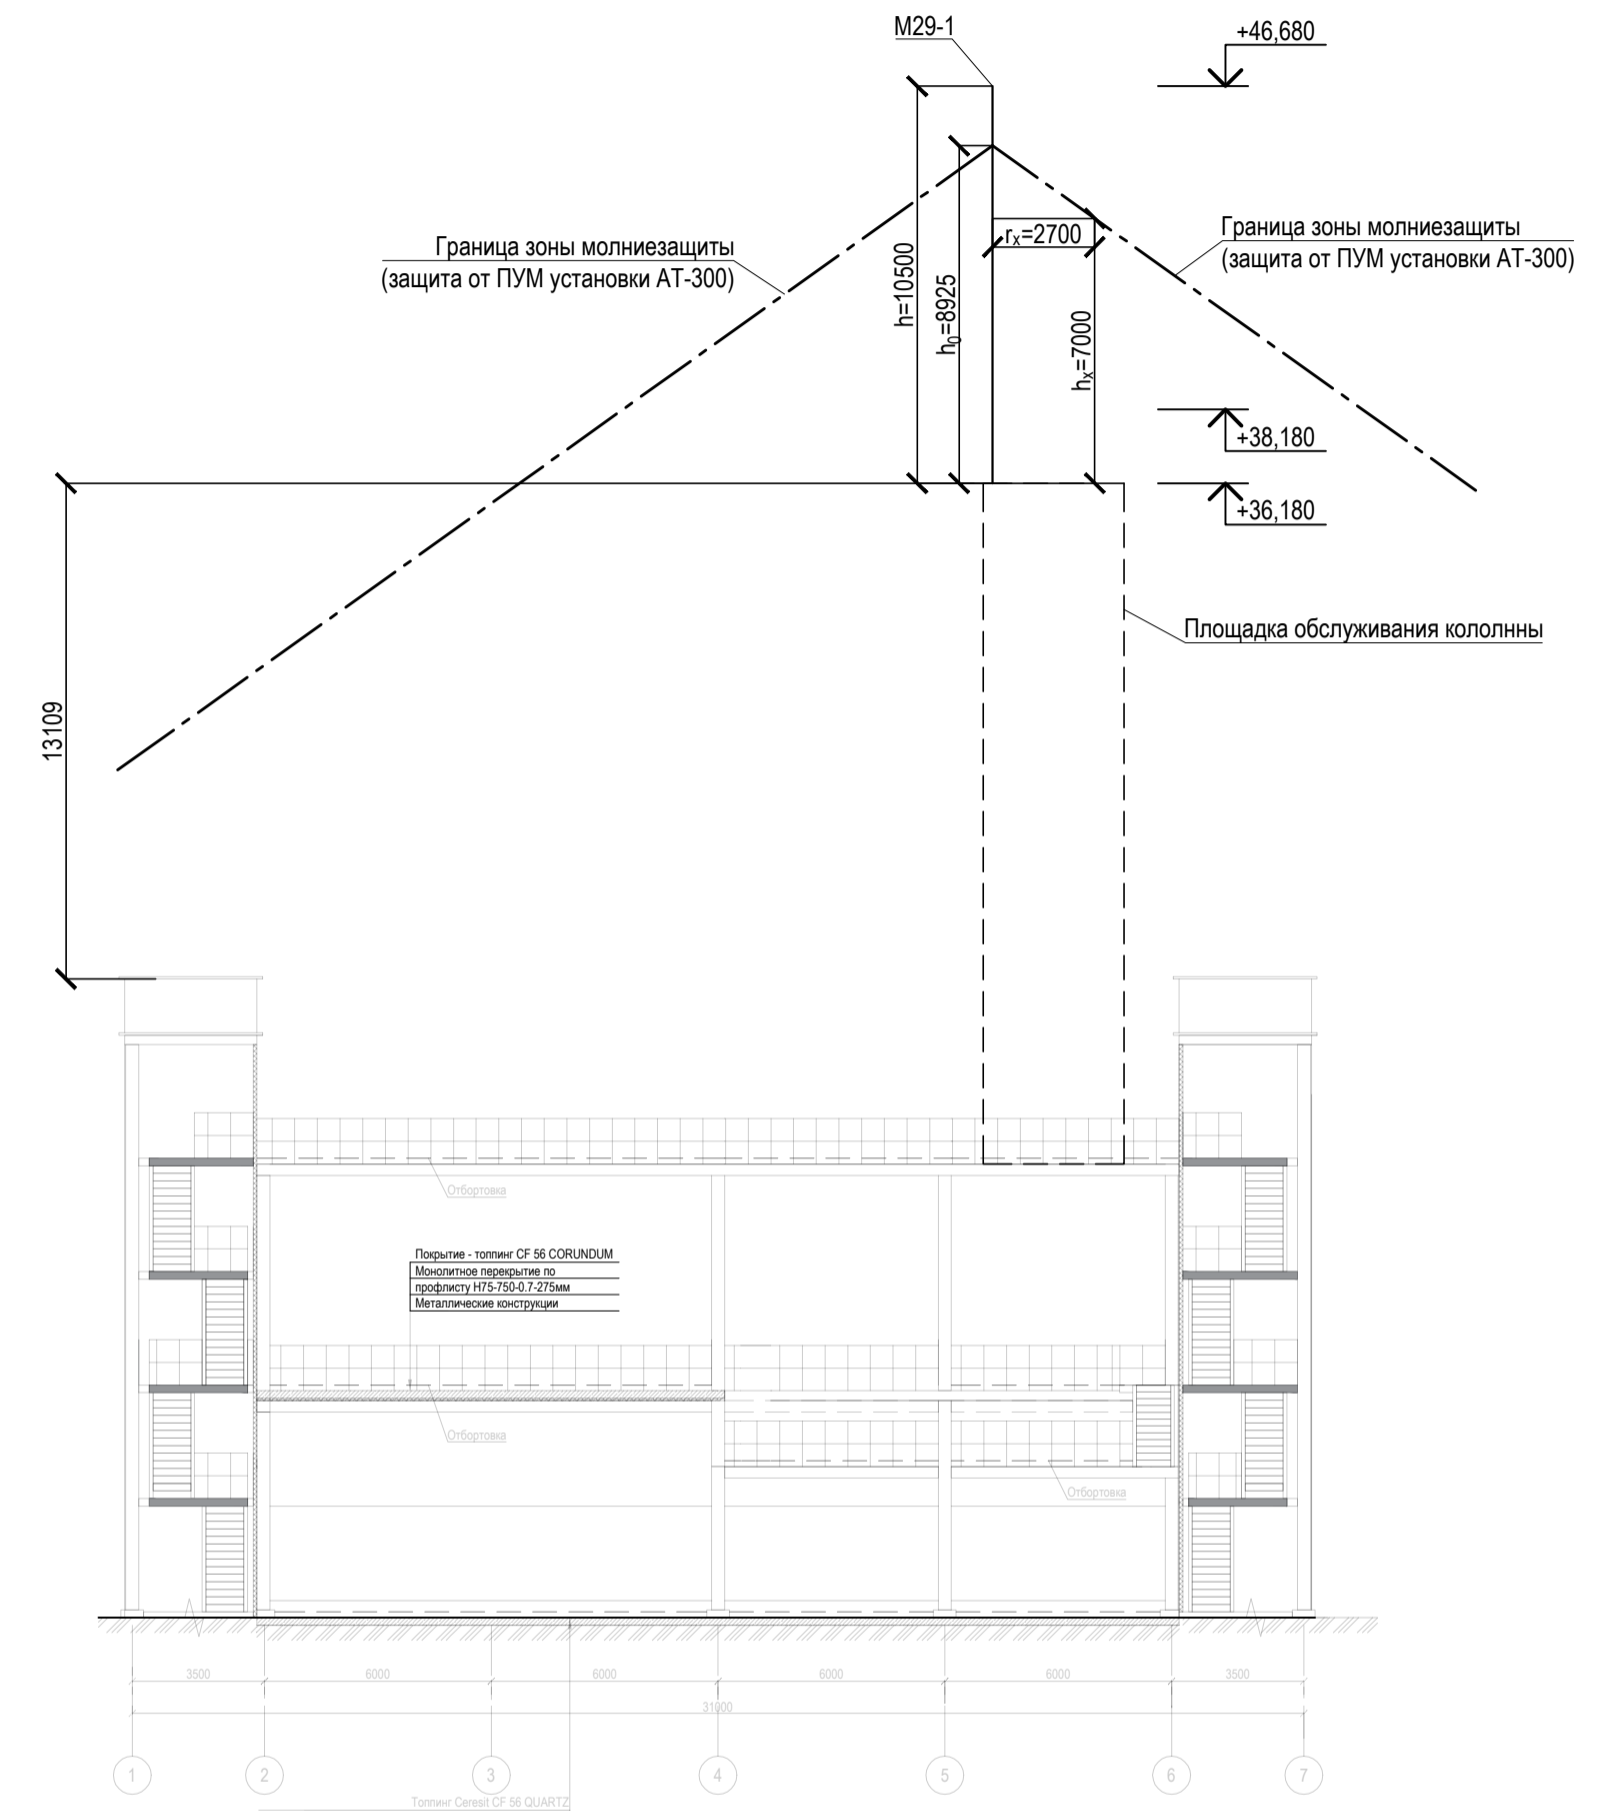 М29-1
+46,680
Граница зоны молниезащиты
(защита от ПУМ установки АТ-300)
Граница зоны молниезащиты
(защита от ПУМ установки АТ-300)
rₓ=2700
h=10500
h₀=8925
hₓ=7000
+38,180
+36,180
Площадка обслуживания кололнны
13109
Отбортовка
Покрытие - топпинг CF 56 CORUNDUM
Монолитное перекрытие по
профлисту Н75-750-0.7-275мм
Металлические конструкции
Отбортовка
Отбортовка
3500 6000 6000 6000 6000 3500
31000
1 2 3 4 5 6 7
Топпинг Ceresit CF 56 QUARTZ